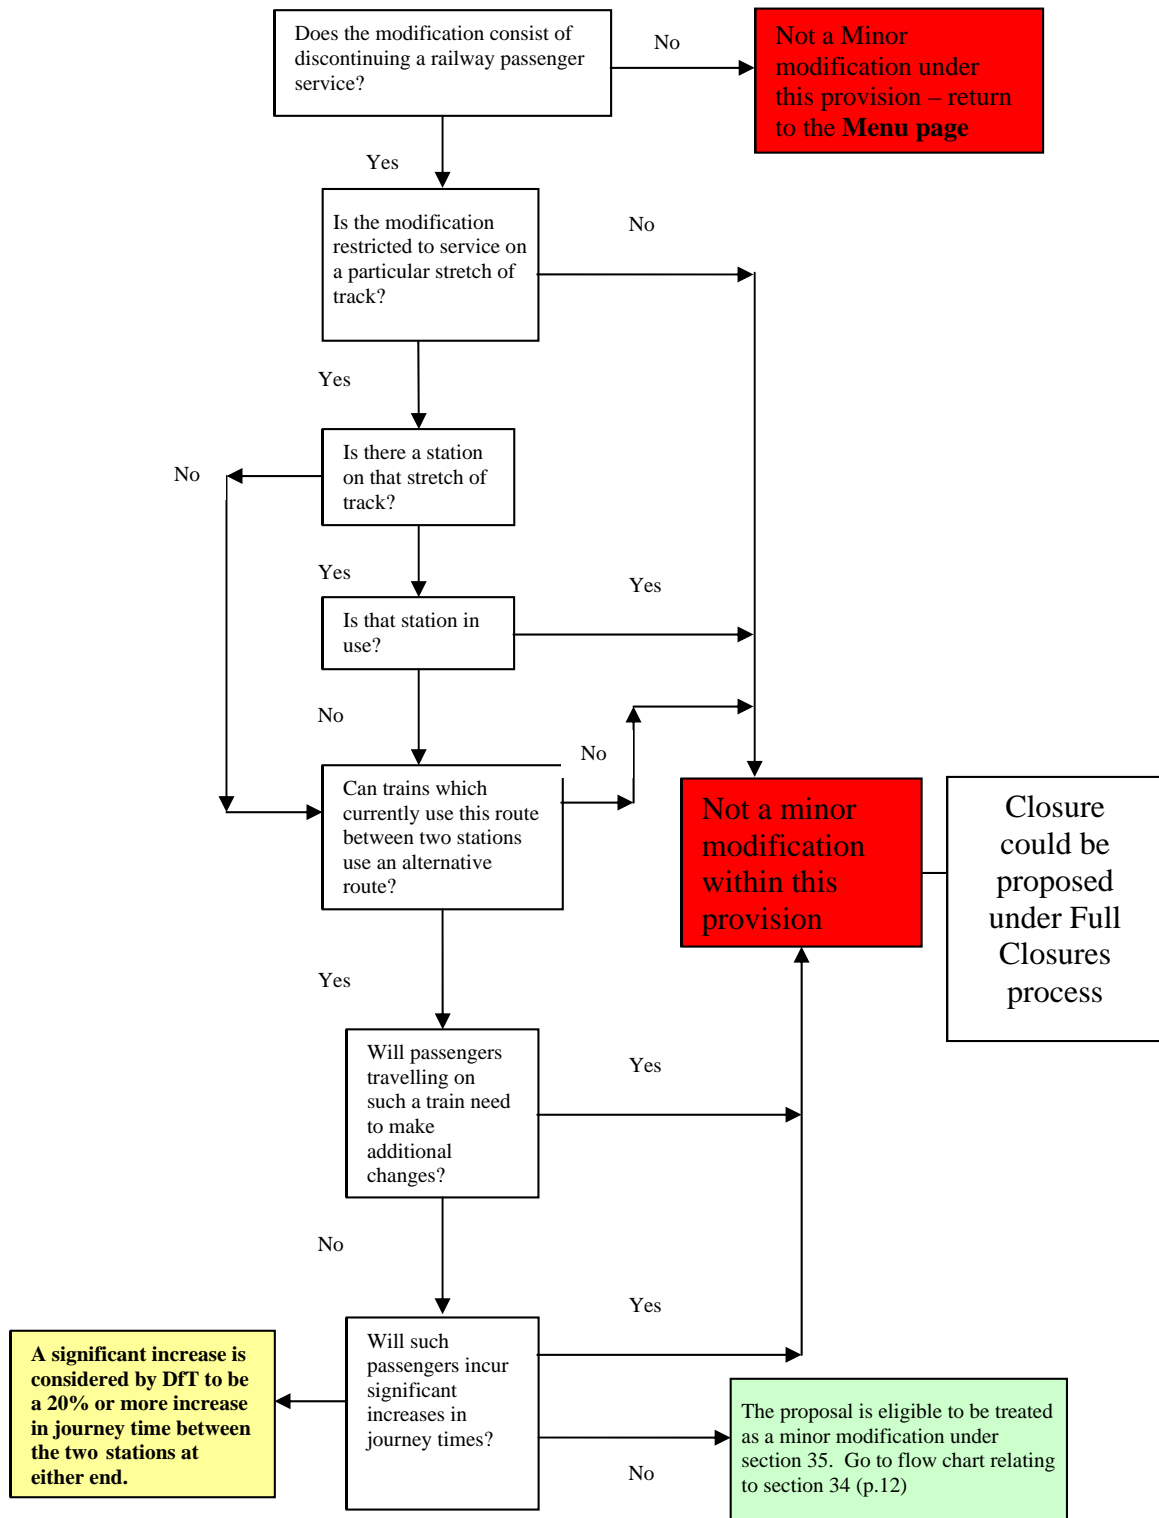 Does the modification consist of
discontinuing a railway passenger
service?
No
Not a Minor
modification under
this provision – return
to the Menu page
Yes
Is the modification
restricted to service on
a particular stretch of
track?
No
Yes
Is there a station
on that stretch of
track?
No
Yes
Is that station in
use?
Yes
No
Can trains which
currently use this route
between two stations
use an alternative
route?
No
Not a minor
modification
within this
provision
Closure
could be
proposed
under Full
Closures
process
Yes
Will passengers
travelling on
such a train need
to make
additional
changes?
Yes
No
Will such
passengers incur
significant
increases in
journey times?
Yes
A significant increase is
considered by DfT to be
a 20% or more increase
in journey time between
the two stations at
either end.
No
The proposal is eligible to be treated
as a minor modification under
section 35.  Go to flow chart relating
to section 34 (p.12)